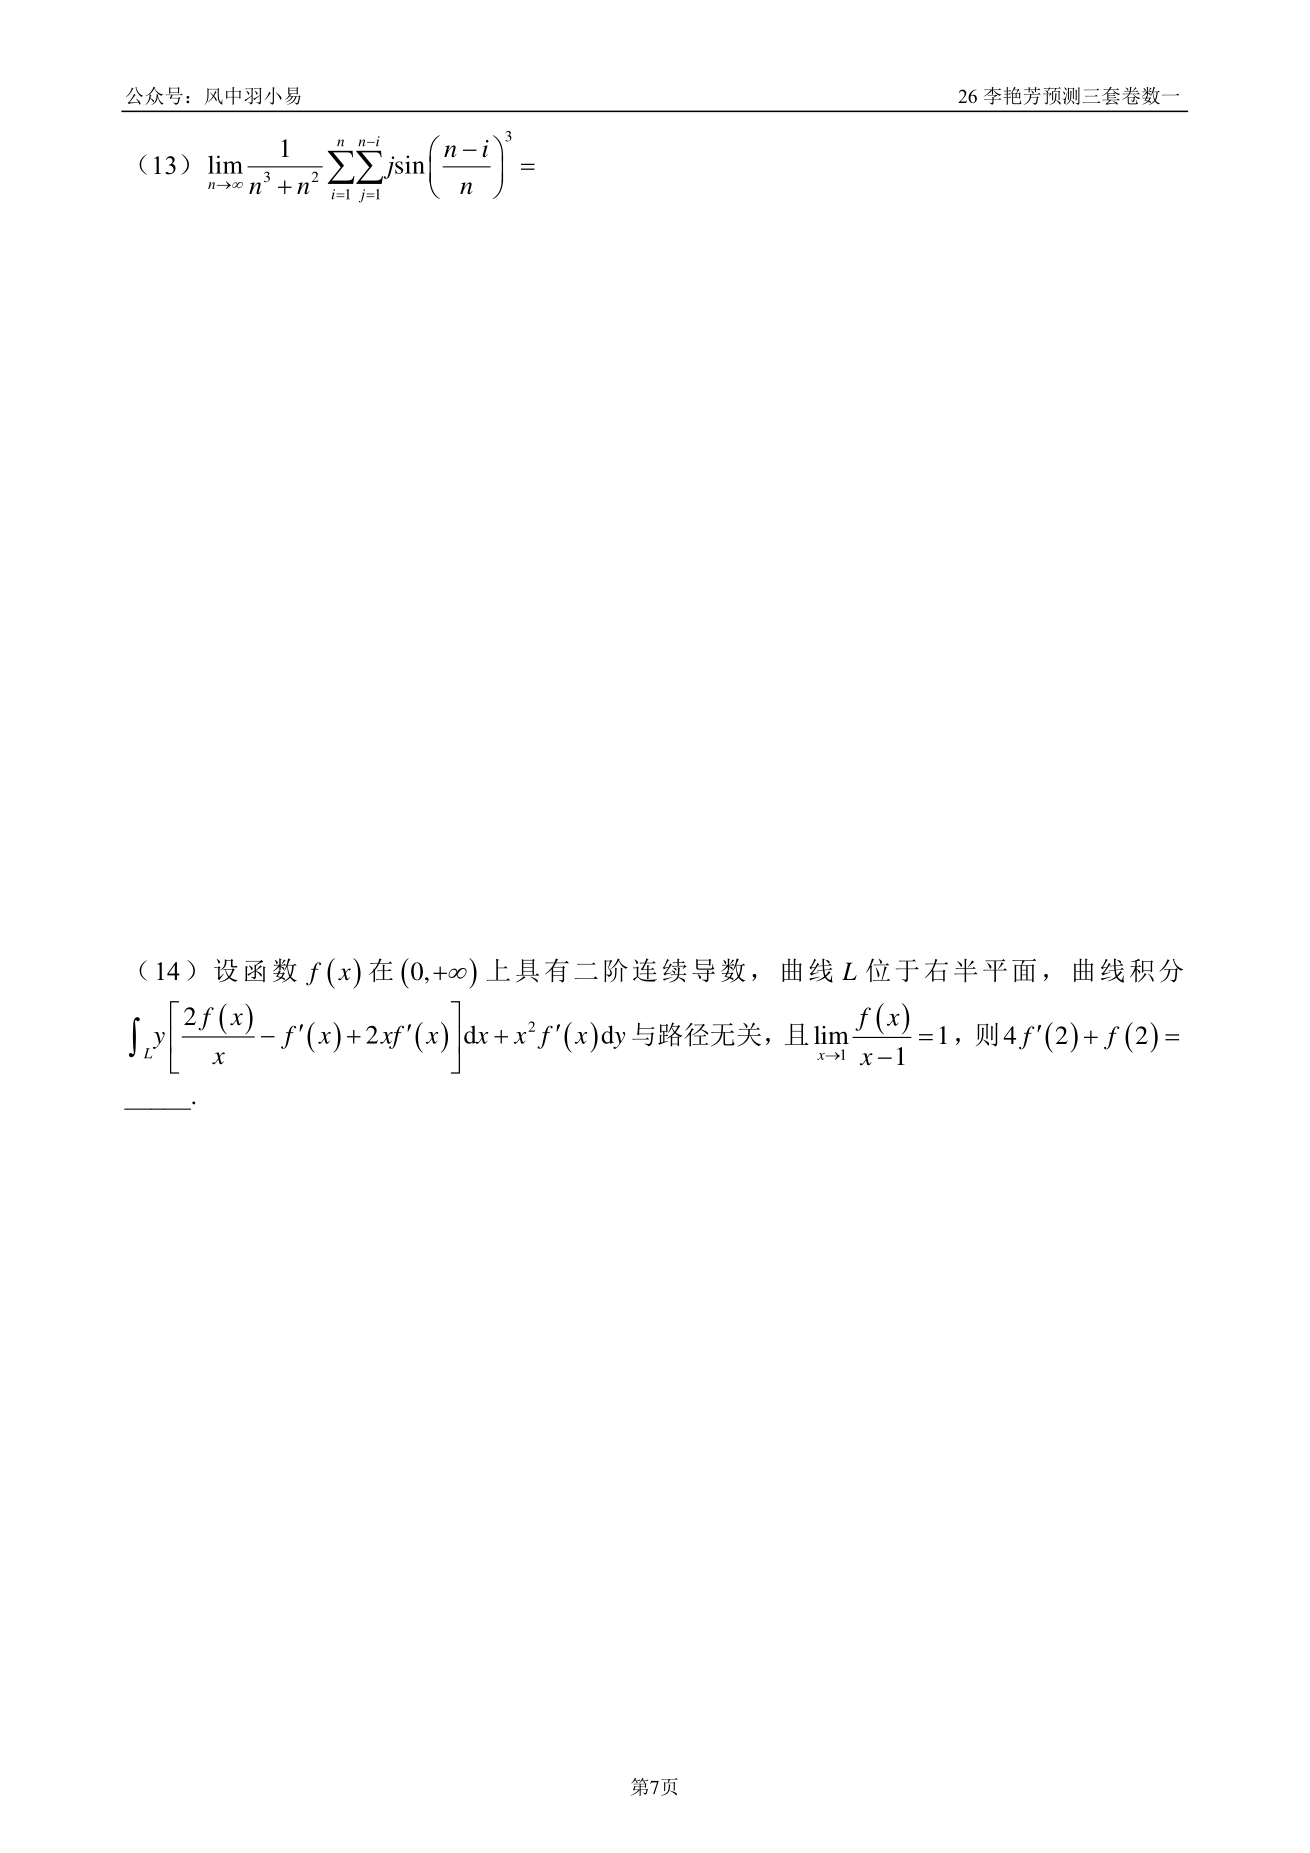 公众号：风中羽小易 26 李艳芳预测三套卷数一
（13） $\lim_{n\to\infty}\frac{1}{n^3+n^2}\sum_{i=1}^{n}\sum_{j=1}^{n-i}j\sin\left(\frac{n-i}{n}\right)^3=$
（14）设函数 $f(x)$ 在 $(0,+\infty)$ 上具有二阶连续导数，曲线 $L$ 位于右半平面，曲线积分
$\int_L y\left[\frac{2f(x)}{x}-f'(x)+2xf'(x)\right]\mathrm{d}x+x^2f'(x)\mathrm{d}y$ 与路径无关，且 $\lim_{x\to1}\frac{f(x)}{x-1}=1$，则 $4f'(2)+f(2)=$
_____.
第7页